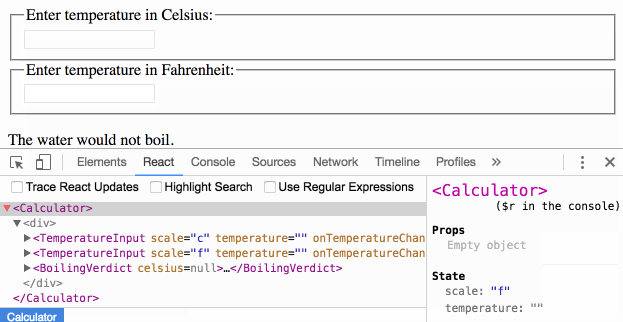 Enter temperature in Celsius:
Enter temperature in Fahrenheit:
The water would not boil.
Elements React Console Sources Network Timeline Profiles »
Trace React Updates Highlight Search Use Regular Expressions
<Calculator>
<div>
<TemperatureInput scale="c" temperature="" onTemperatureChan
<TemperatureInput scale="f" temperature="" onTemperatureChan
<BoilingVerdict celsius=null>…</BoilingVerdict>
</div>
</Calculator>
Calculator
<Calculator>
($r in the console)
Props
Empty object
State
scale: "f"
temperature: ""